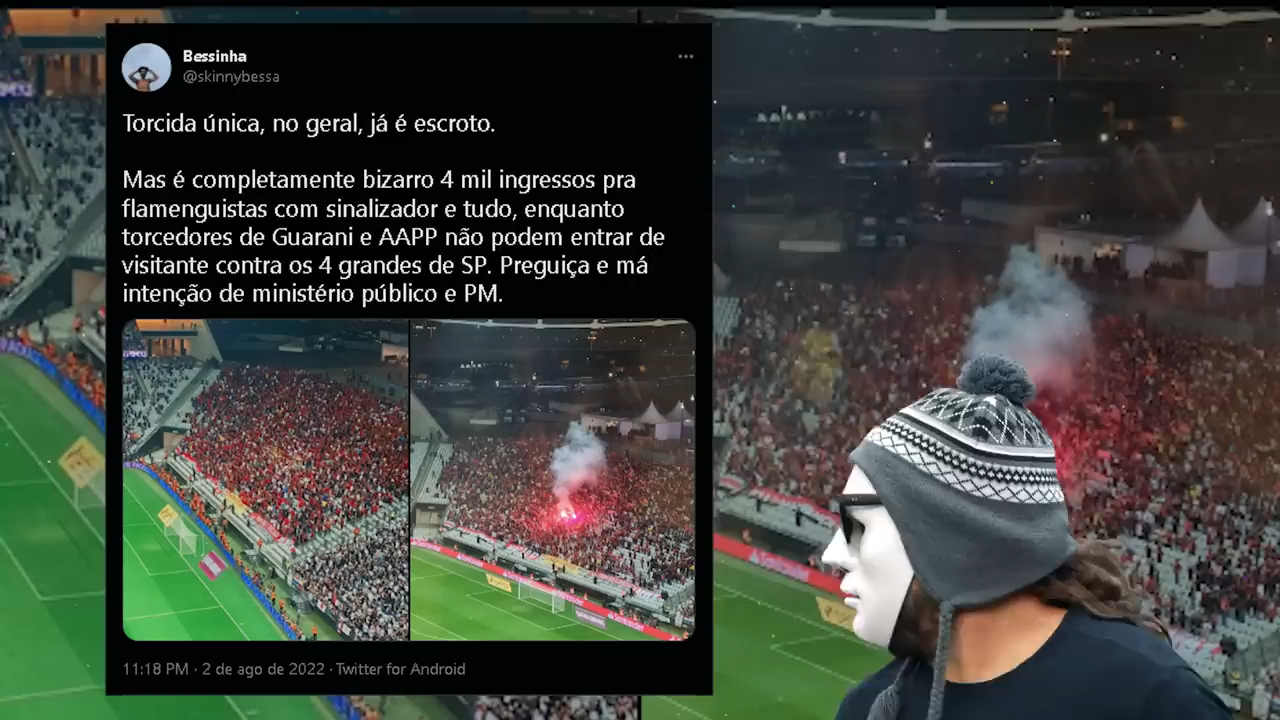 Bessinha
@skinnybessa
Torcida única, no geral, já é escroto.
Mas é completamente bizarro 4 mil ingressos pra
flamenguistas com sinalizador e tudo, enquanto
torcedores de Guarani e AAPP não podem entrar de
visitante contra os 4 grandes de SP. Preguiça e má
intenção de ministério público e PM.
11:18 PM · 2 de ago de 2022 · Twitter for Android